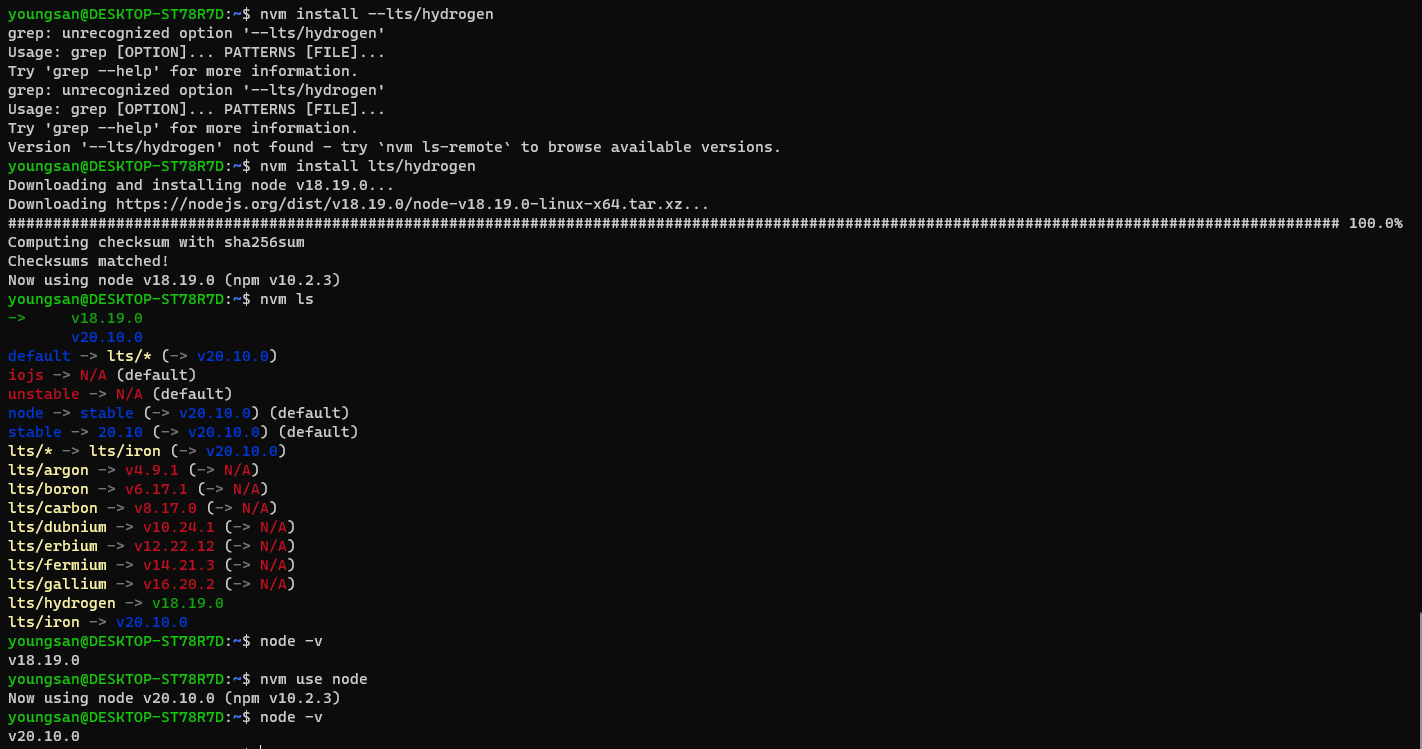 youngsan@DESKTOP-ST78R7D:~$ nvm install --lts/hydrogen
grep: unrecognized option '--lts/hydrogen'
Usage: grep [OPTION]... PATTERNS [FILE]...
Try 'grep --help' for more information.
grep: unrecognized option '--lts/hydrogen'
Usage: grep [OPTION]... PATTERNS [FILE]...
Try 'grep --help' for more information.
Version '--lts/hydrogen' not found - try `nvm ls-remote` to browse available versions.
youngsan@DESKTOP-ST78R7D:~$ nvm install lts/hydrogen
Downloading and installing node v18.19.0...
Downloading https://nodejs.org/dist/v18.19.0/node-v18.19.0-linux-x64.tar.xz...
#################################################################################################################################################### 100.0%
Computing checksum with sha256sum
Checksums matched!
Now using node v18.19.0 (npm v10.2.3)
youngsan@DESKTOP-ST78R7D:~$ nvm ls
->     v18.19.0
       v20.10.0
default -> lts/* (-> v20.10.0)
iojs -> N/A (default)
unstable -> N/A (default)
node -> stable (-> v20.10.0) (default)
stable -> 20.10 (-> v20.10.0) (default)
lts/* -> lts/iron (-> v20.10.0)
lts/argon -> v4.9.1 (-> N/A)
lts/boron -> v6.17.1 (-> N/A)
lts/carbon -> v8.17.0 (-> N/A)
lts/dubnium -> v10.24.1 (-> N/A)
lts/erbium -> v12.22.12 (-> N/A)
lts/fermium -> v14.21.3 (-> N/A)
lts/gallium -> v16.20.2 (-> N/A)
lts/hydrogen -> v18.19.0
lts/iron -> v20.10.0
youngsan@DESKTOP-ST78R7D:~$ node -v
v18.19.0
youngsan@DESKTOP-ST78R7D:~$ nvm use node
Now using node v20.10.0 (npm v10.2.3)
youngsan@DESKTOP-ST78R7D:~$ node -v
v20.10.0